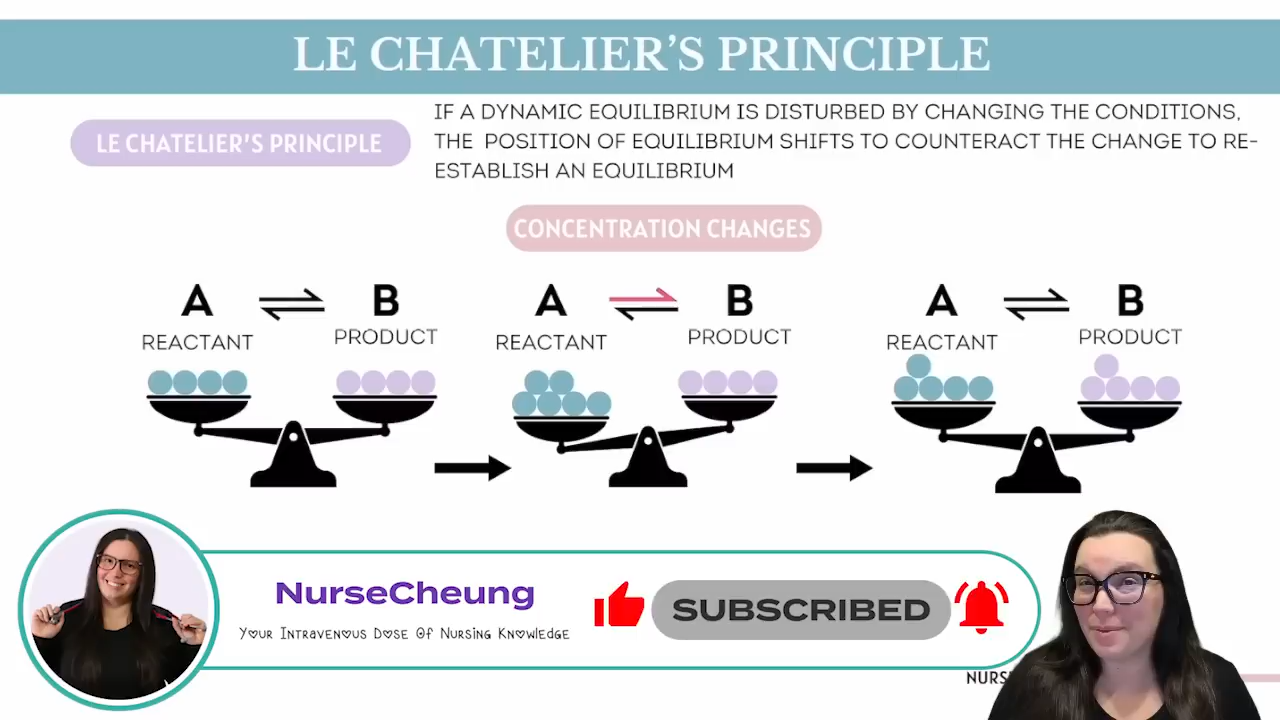 LE CHATELIER'S PRINCIPLE
LE CHATELIER'S PRINCIPLE
IF A DYNAMIC EQUILIBRIUM IS DISTURBED BY CHANGING THE CONDITIONS,
THE POSITION OF EQUILIBRIUM SHIFTS TO COUNTERACT THE CHANGE TO RE-
ESTABLISH AN EQUILIBRIUM
CONCENTRATION CHANGES
A ⇌ B
REACTANT PRODUCT
A ⇌ B
REACTANT PRODUCT
A ⇌ B
REACTANT PRODUCT
NurseCheung
Your Intravenous Dose Of Nursing Knowledge
SUBSCRIBED